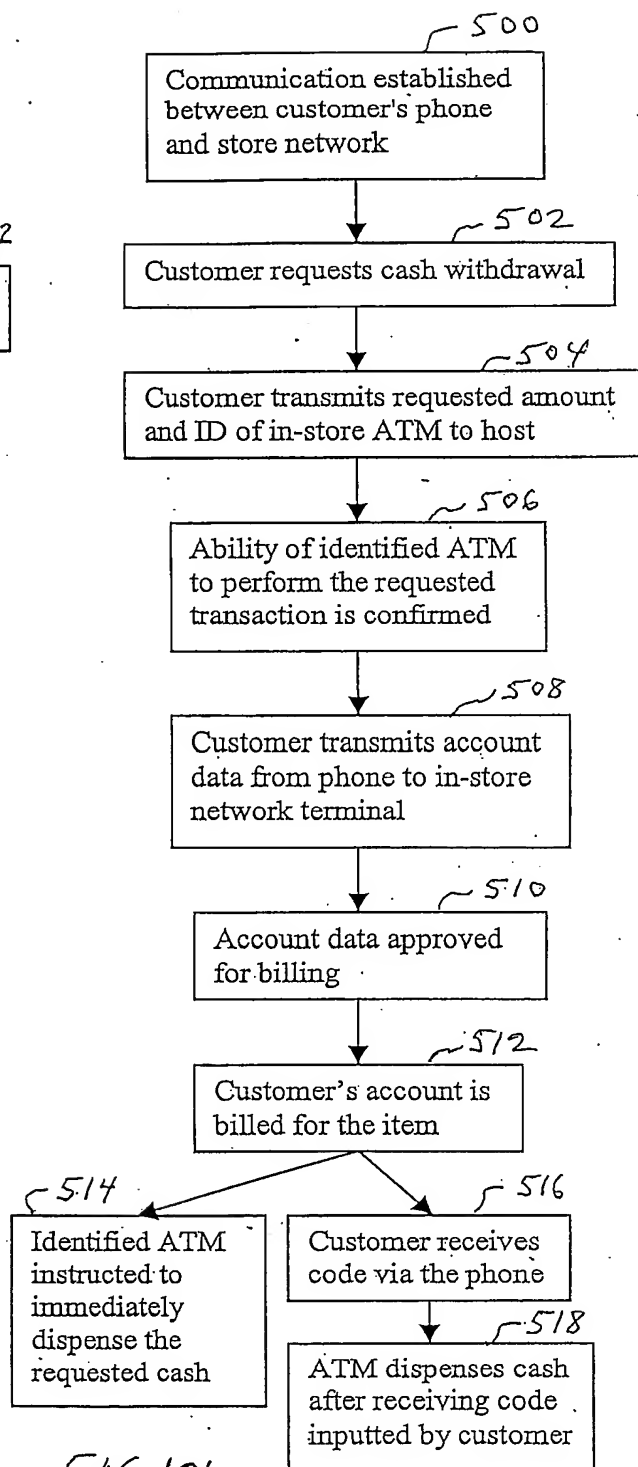 500
Communication established
between customer's phone
and store network
2
502
Customer requests cash withdrawal
504
Customer transmits requested amount
and ID of in-store ATM to host
506
Ability of identified ATM
to perform the requested
transaction is confirmed
508
Customer transmits account
data from phone to in-store
network terminal
510
Account data approved
for billing
512
Customer's account is
billed for the item
514
Identified ATM
instructed to
immediately
dispense the
requested cash
516
Customer receives
code via the phone
518
ATM dispenses cash
after receiving code
inputted by customer